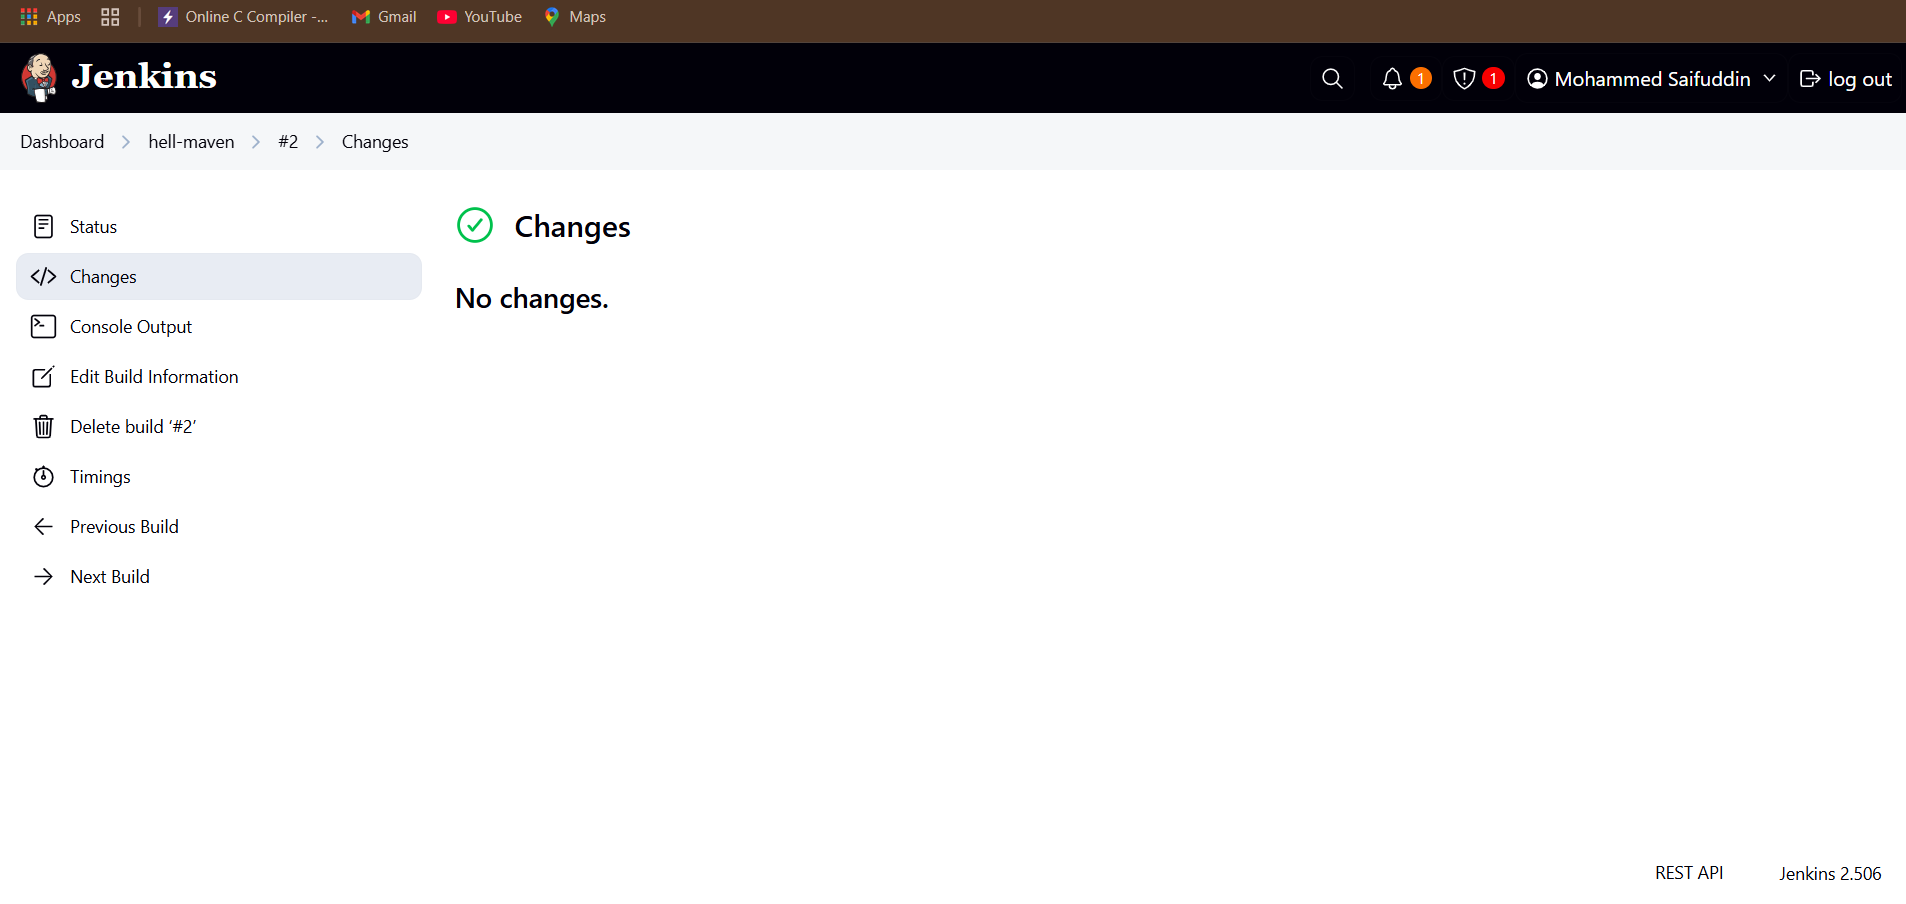 Apps
Online C Compiler -...
Gmail
YouTube
Maps
Jenkins
1
1
Mohammed Saifuddin
log out
Dashboard
hell-maven
#2
Changes
Status
Changes
Console Output
Edit Build Information
Delete build ‘#2’
Timings
Previous Build
Next Build
Changes
No changes.
REST API
Jenkins 2.506